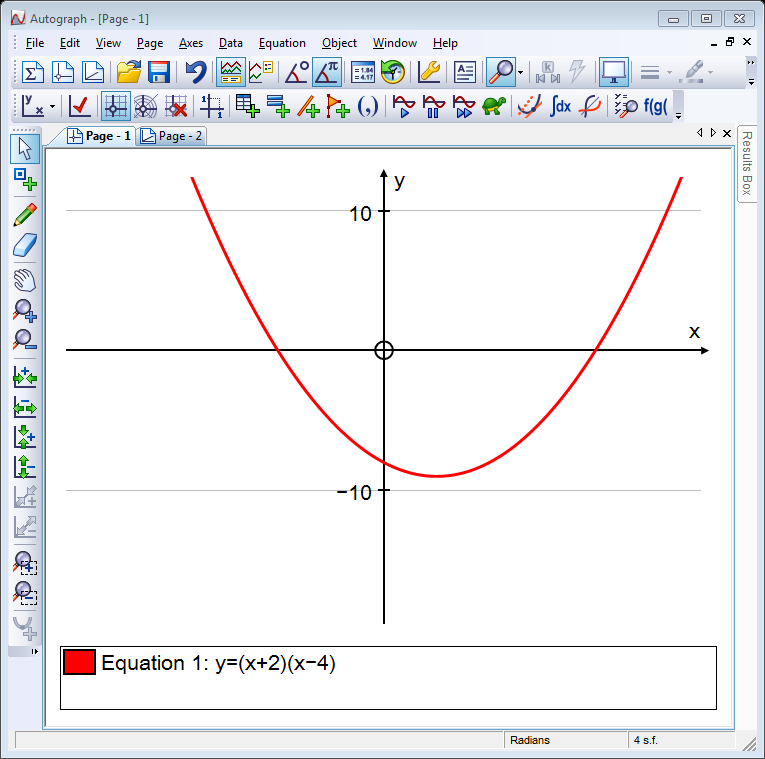 Autograph - [Page - 1]
File Edit View Page Axes Data Equation Object Window Help
y x f(g(
∫dx
Page - 1 Page - 2
Results Box
y
10
x
−10
Equation 1: y=(x+2)(x−4)
Radians 4 s.f.